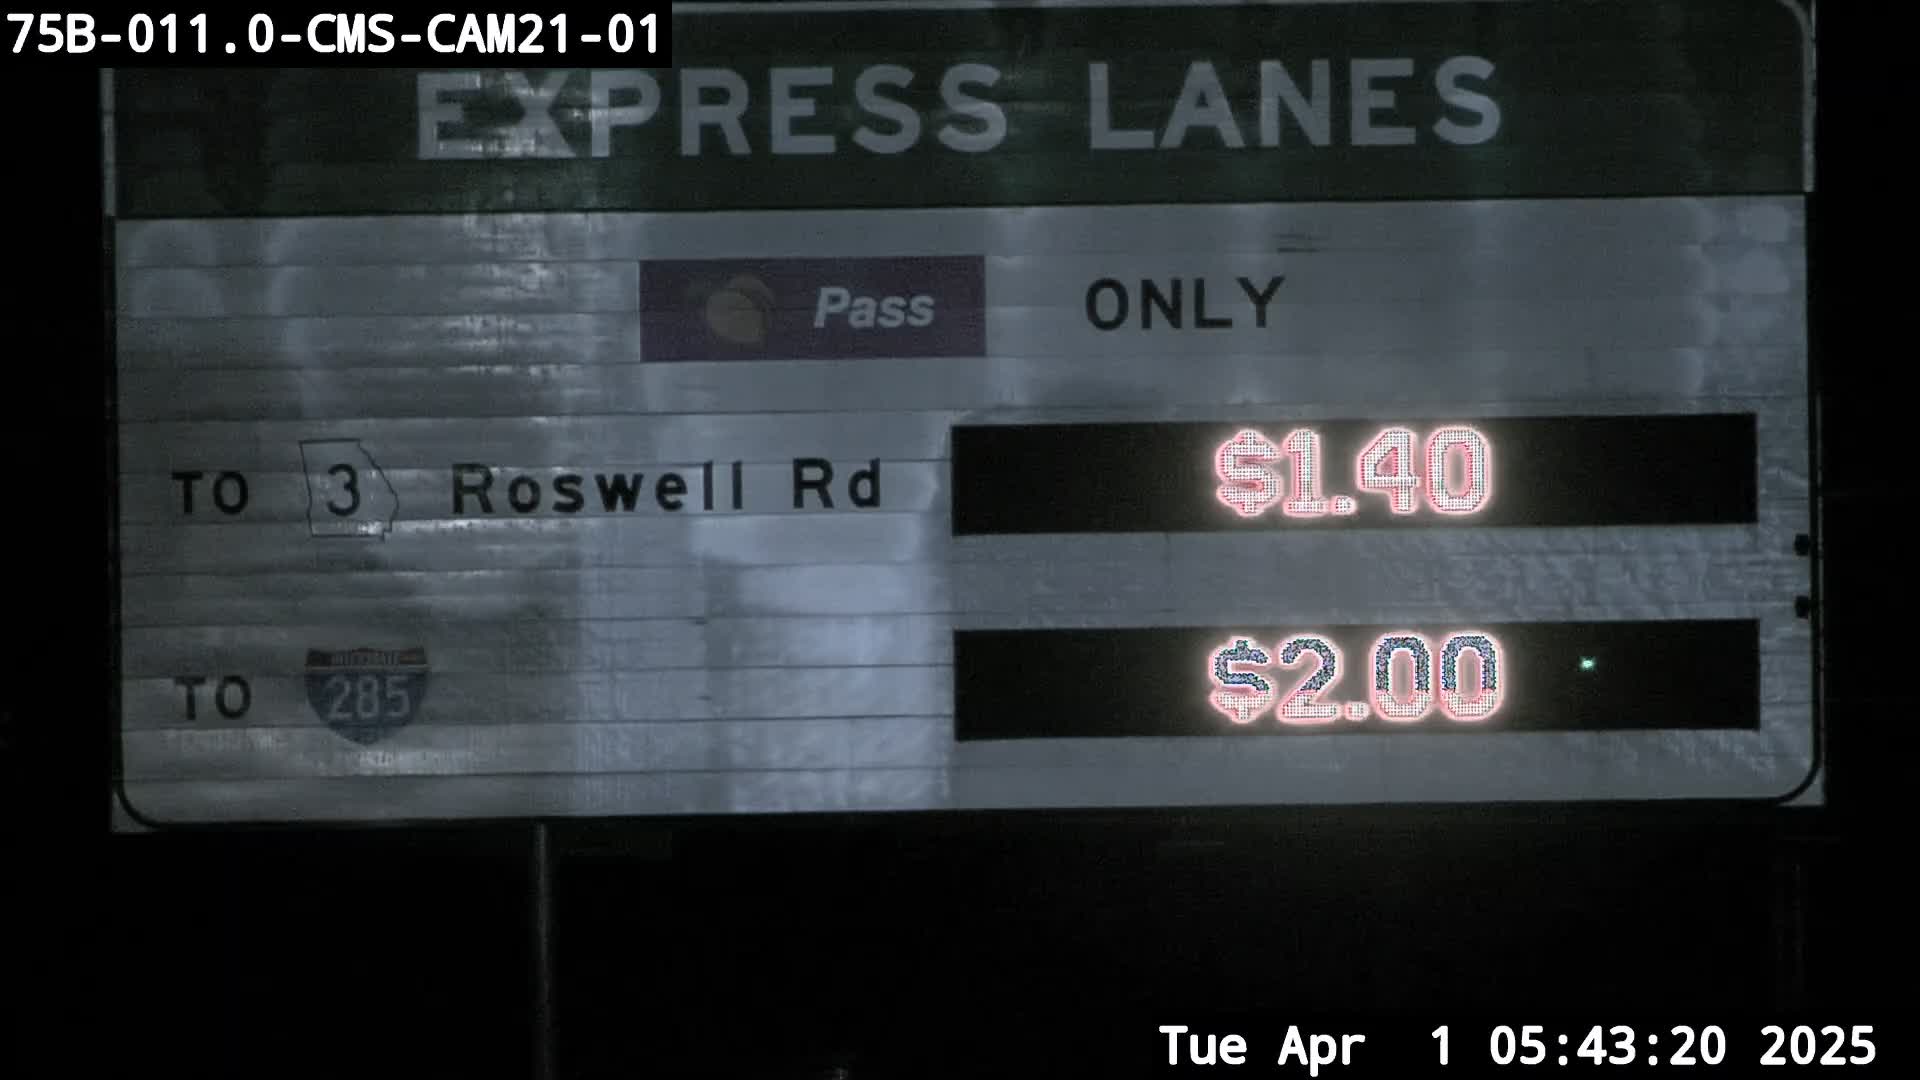 75B-011.0-CMS-CAM21-01
EXPRESS LANES
Pass ONLY
TO 3 Roswell Rd $1.40
INTERSTATE
TO 285 $2.00
Tue Apr 1 05:43:20 2025